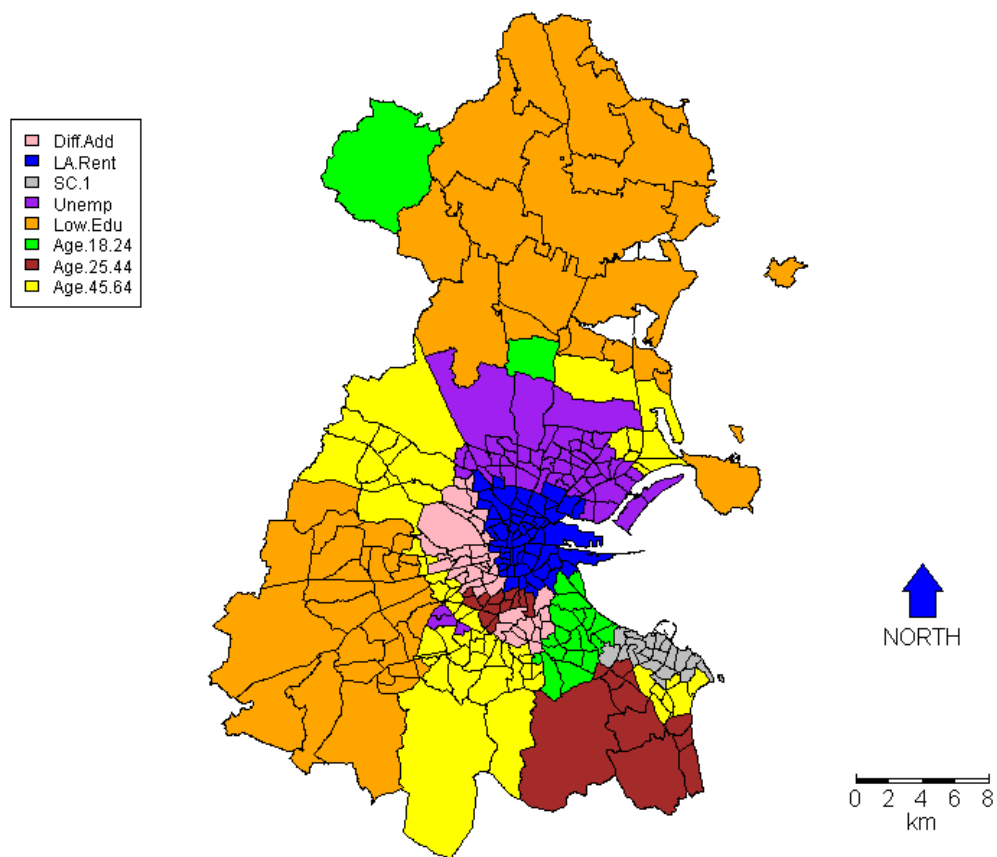 Diff.Add
LA.Rent
SC.1
Unemp
Low.Edu
Age.18.24
Age.25.44
Age.45.64
NORTH
0 2 4 6 8
km